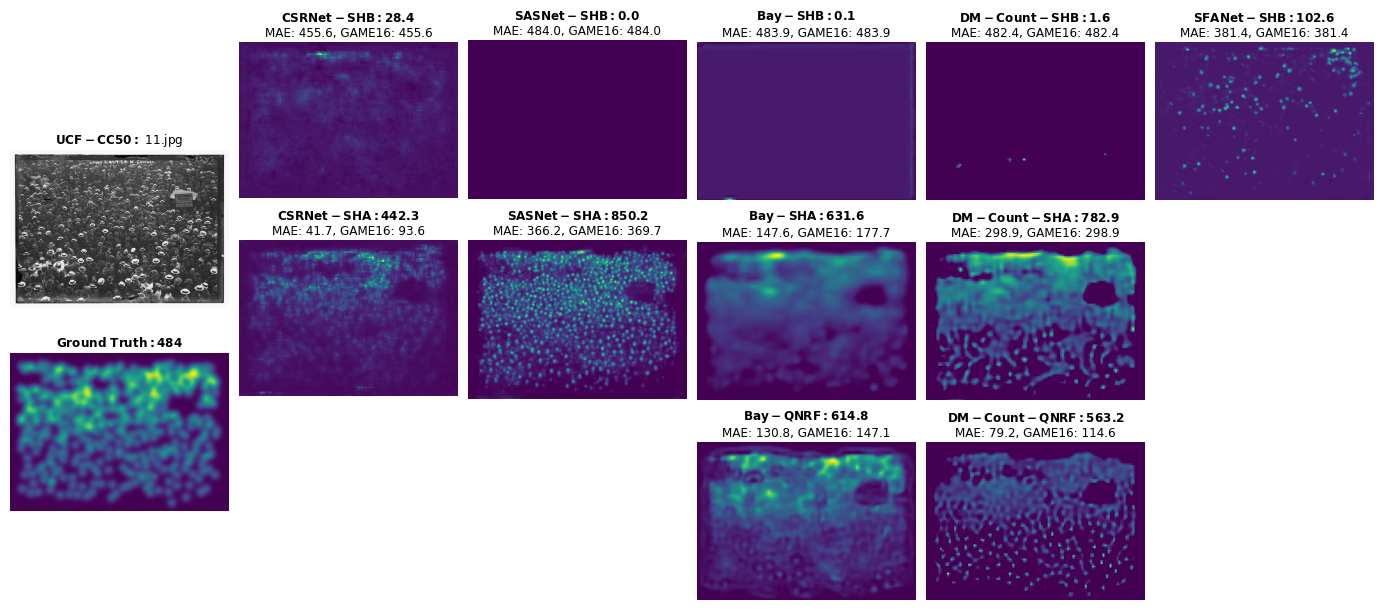 CSRNet − SHB: 28.4
MAE: 455.6, GAME16: 455.6
SASNet − SHB: 0.0
MAE: 484.0, GAME16: 484.0
Bay − SHB: 0.1
MAE: 483.9, GAME16: 483.9
DM − Count − SHB: 1.6
MAE: 482.4, GAME16: 482.4
SFANet − SHB: 102.6
MAE: 381.4, GAME16: 381.4
UCF − CC50: 11.jpg
CSRNet − SHA: 442.3
MAE: 41.7, GAME16: 93.6
SASNet − SHA: 850.2
MAE: 366.2, GAME16: 369.7
Bay − SHA: 631.6
MAE: 147.6, GAME16: 177.7
DM − Count − SHA: 782.9
MAE: 298.9, GAME16: 298.9
Ground Truth: 484
Bay − QNRF: 614.8
MAE: 130.8, GAME16: 147.1
DM − Count − QNRF: 563.2
MAE: 79.2, GAME16: 114.6